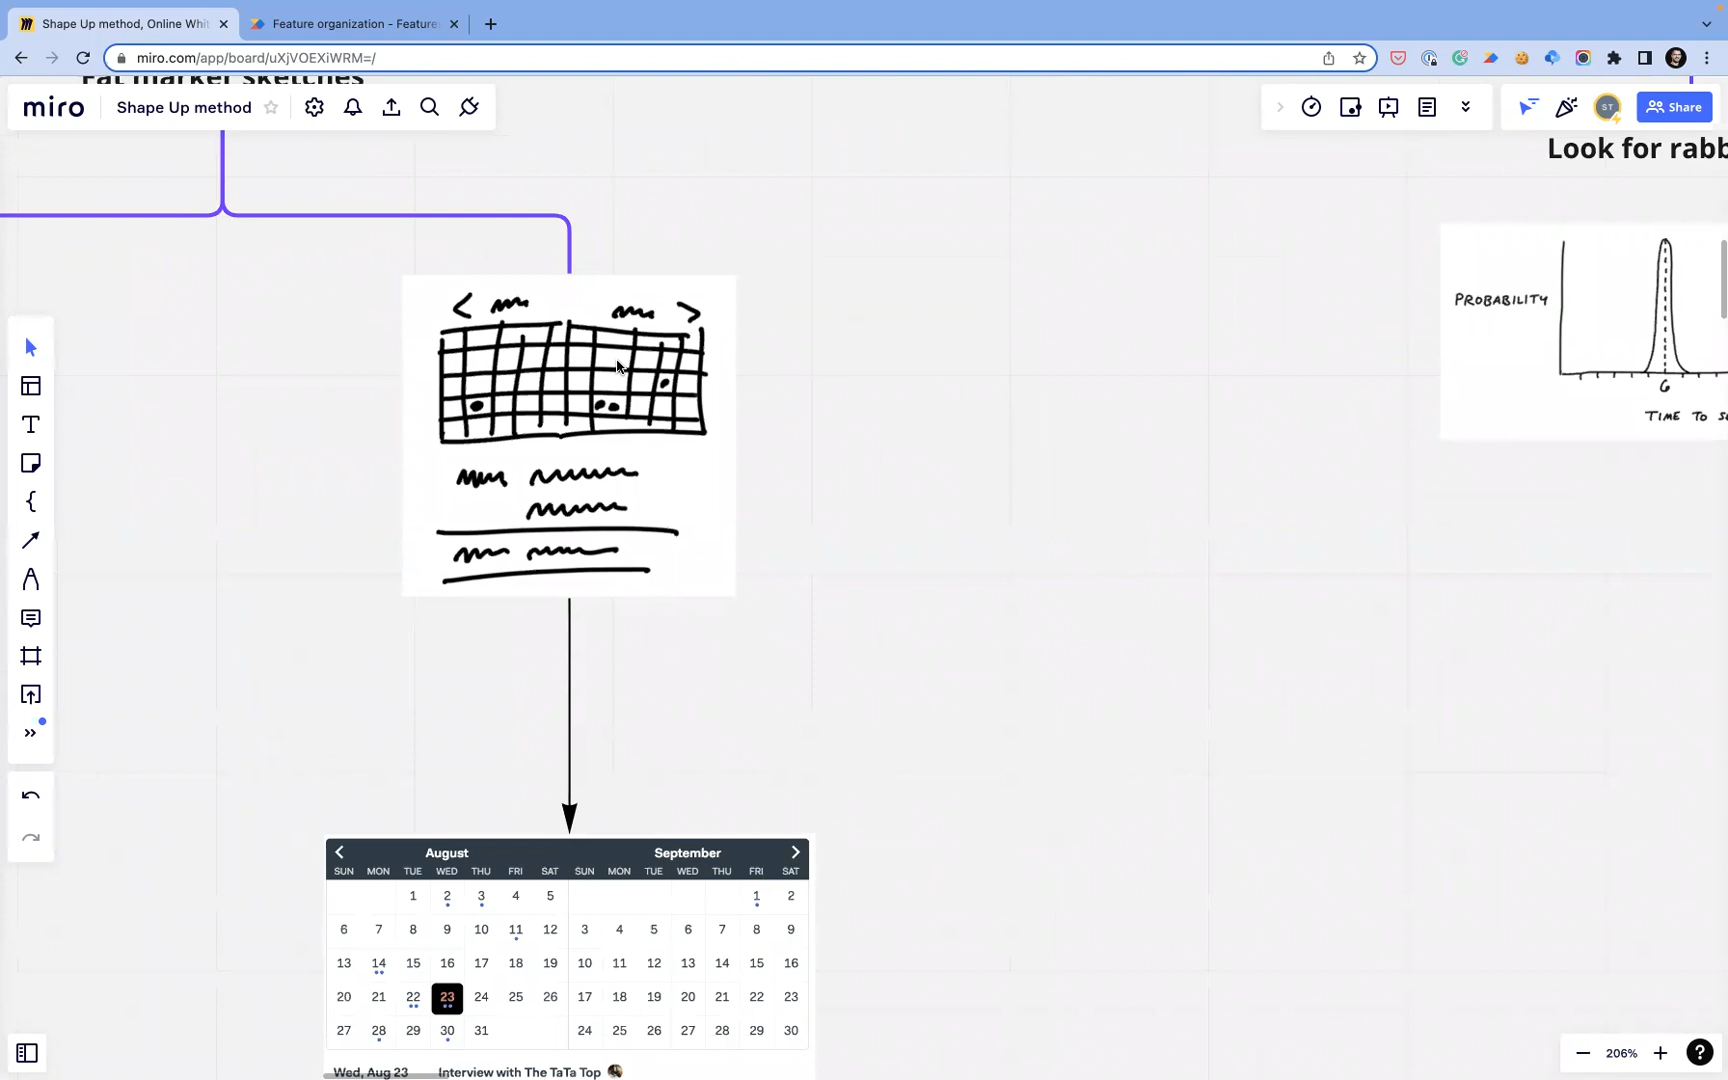 Shape Up method, Online Whit
Feature organization - Feature
miro.com/app/board/uXjVOEXiWRM=/
Fat marker sketches
miro
Shape Up method
ST
Share
Look for rabb
PROBABILITY
6
TIME TO S
August
September
SUN MON TUE WED THU FRI SAT SUN MON TUE WED THU FRI SAT
1 2 3 4 5 1 2
6 7 8 9 10 11 12 3 4 5 6 7 8 9
13 14 15 16 17 18 19 10 11 12 13 14 15 16
20 21 22 23 24 25 26 17 18 19 20 21 22 23
27 28 29 30 31 24 25 26 27 28 29 30
Wed, Aug 23 Interview with The TaTa Top
206%